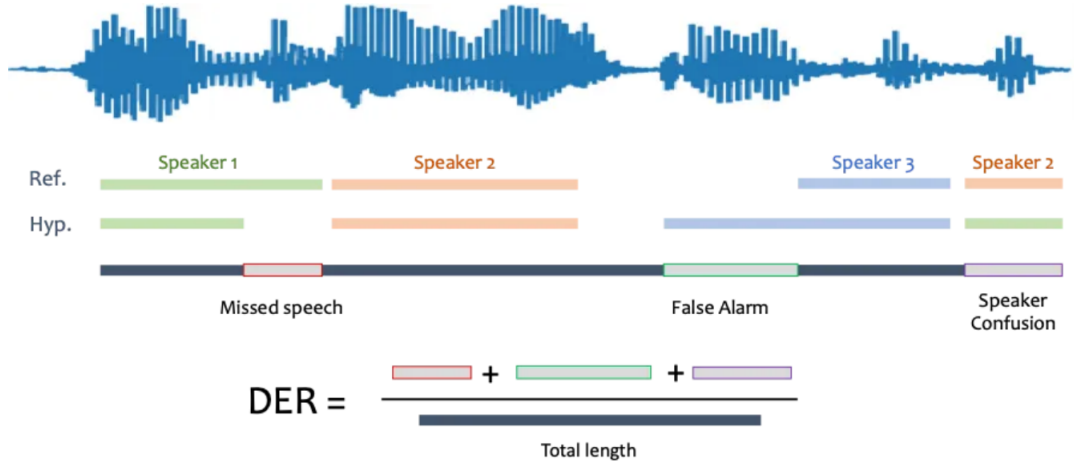 Speaker 1 Speaker 2 Speaker 3 Speaker 2
Ref.
Hyp.
Missed speech False Alarm Speaker
Confusion
+ +
DER =
Total length